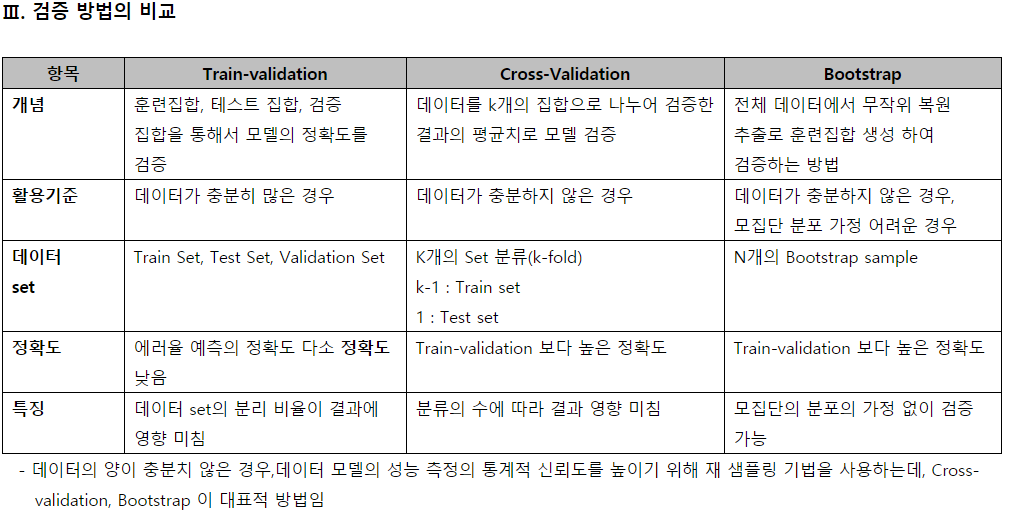 Ⅲ. 검증 방법의 비교
항목 Train-validation Cross-Validation Bootstrap
개념
훈련집합, 테스트 집합, 검증
집합을 통해서 모델의 정확도를
검증
데이터를 k개의 집합으로 나누어 검증한
결과의 평균치로 모델 검증
전체 데이터에서 무작위 복원
추출로 훈련집합 생성 하여
검증하는 방법
활용기준
데이터가 충분히 많은 경우
데이터가 충분하지 않은 경우
데이터가 충분하지 않은 경우,
모집단 분포 가정 어려운 경우
데이터
set
Train Set, Test Set, Validation Set
K개의 Set 분류(k-fold)
k-1 : Train set
1 : Test set
N개의 Bootstrap sample
정확도
에러율 예측의 정확도 다소 정확도
낮음
Train-validation 보다 높은 정확도
Train-validation 보다 높은 정확도
특징
데이터 set의 분리 비율이 결과에
영향 미침
분류의 수에 따라 결과 영향 미침
모집단의 분포의 가정 없이 검증
가능
- 데이터의 양이 충분치 않은 경우,데이터 모델의 성능 측정의 통계적 신뢰도를 높이기 위해 재 샘플링 기법을 사용하는데, Cross-
validation, Bootstrap 이 대표적 방법임